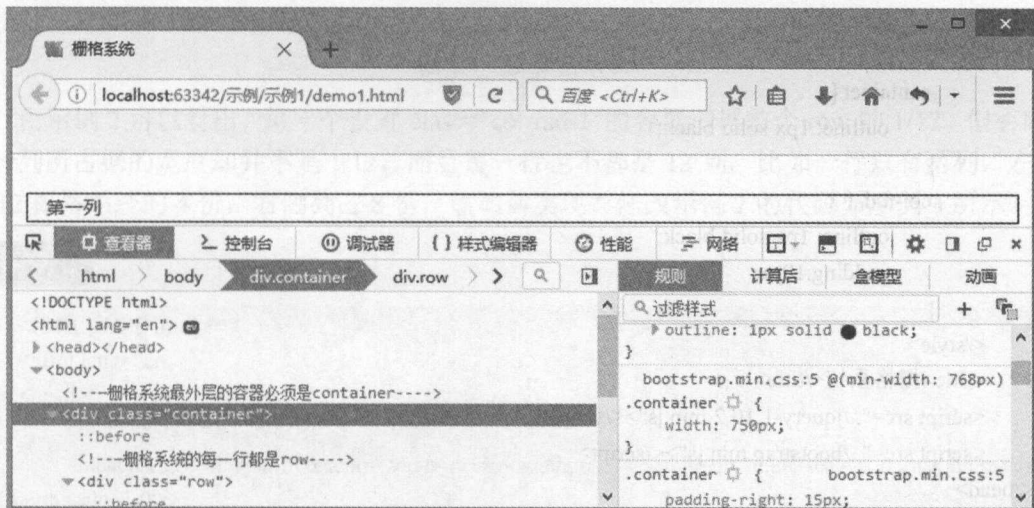 栅格系统
localhost:63342/示例/示例1/demo1.html
百度 <Ctrl+K>
第一列
查看器 控制台 调试器 { } 样式编辑器 性能 网络
html body div.container div.row
规则 计算后 盒模型 动画
<!DOCTYPE html>
<html lang="en"> ev
<head></head>
<body>
<!----栅格系统最外层的容器必须是container---->
<div class="container">
::before
<!----栅格系统的每一行都是row---->
<div class="row">
::before
过滤样式
outline: 1px solid black;
}
bootstrap.min.css:5 @(min-width: 768px)
.container {
width: 750px;
}
.container { bootstrap.min.css:5
padding-right: 15px;